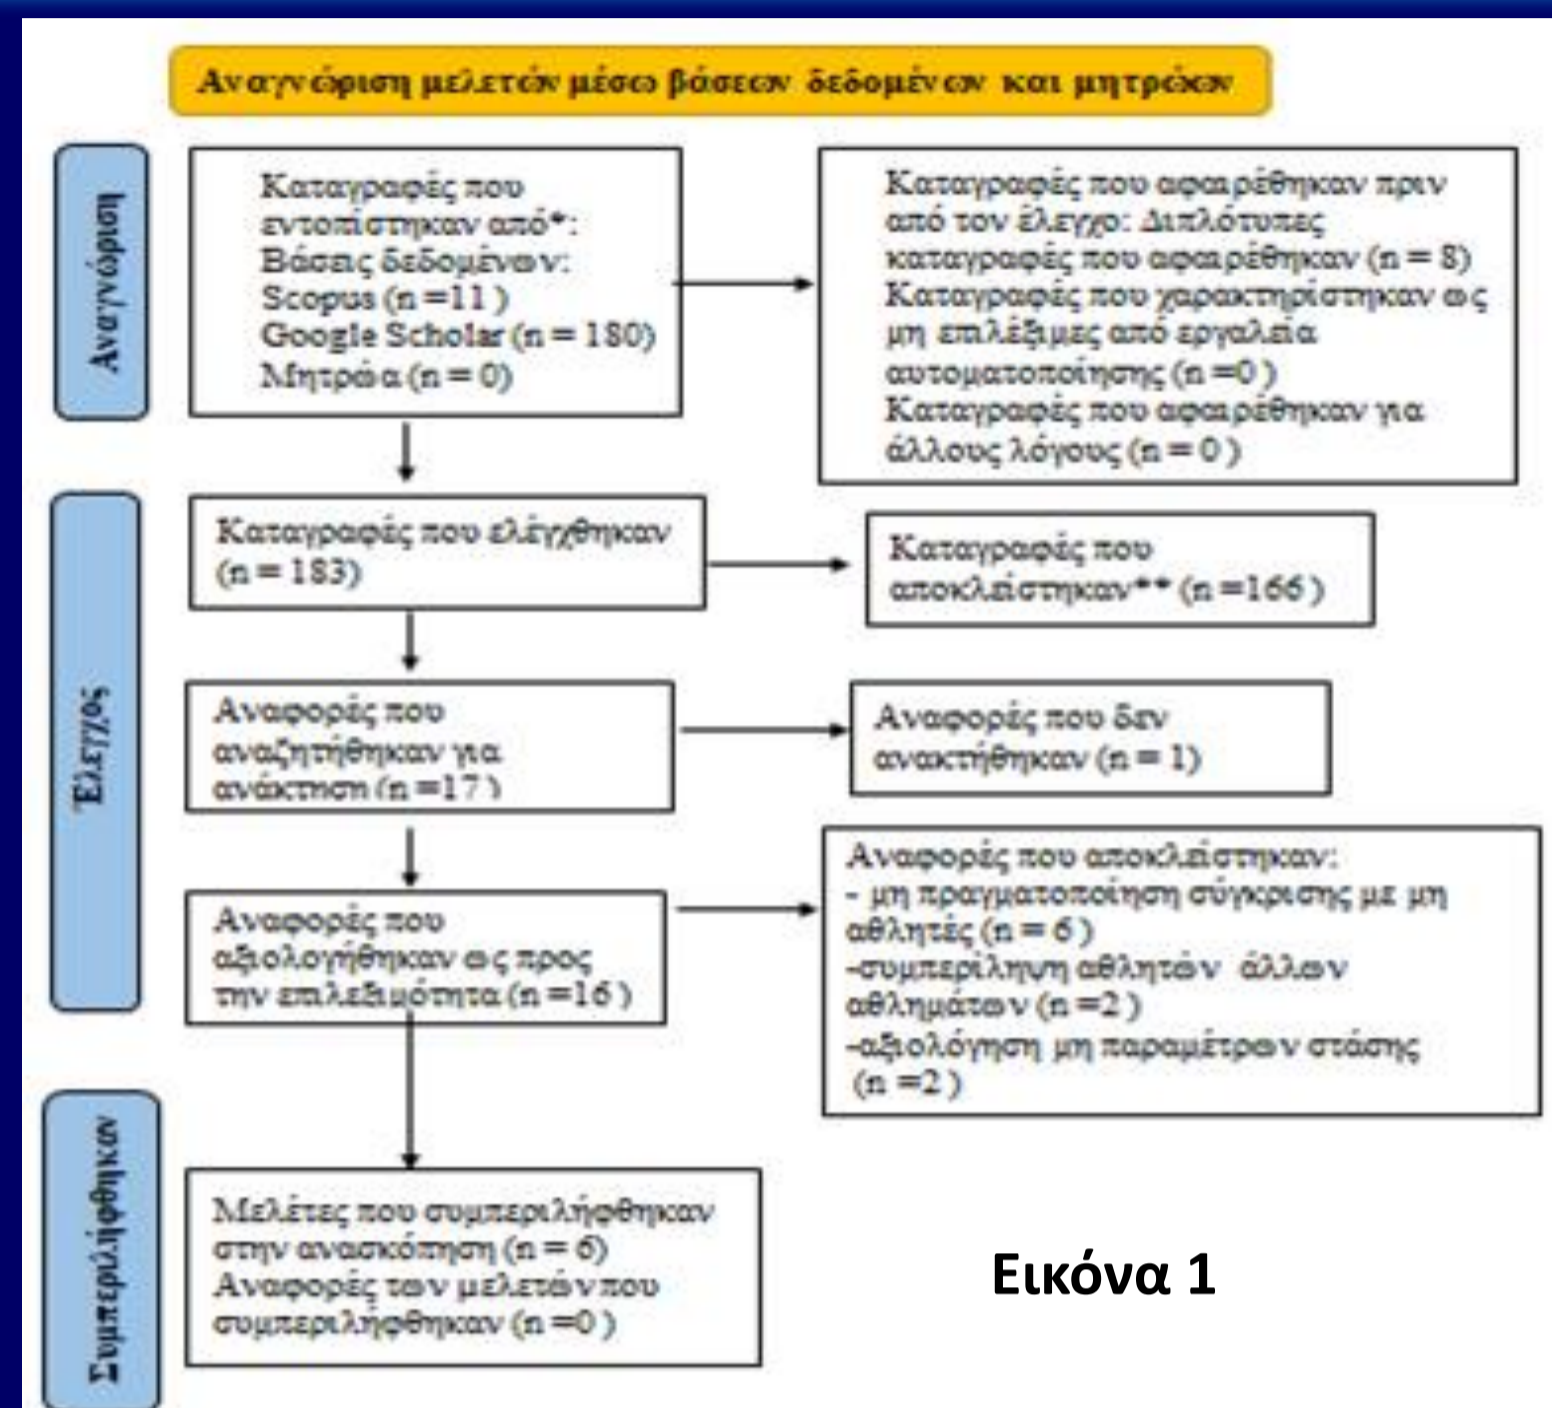 Αναγνώριση μελετών μέσω βάσεων δεδομένων και μητρώων
Αναγνώριση
Καταγραφές που
εντοπίστηκαν από*:
Βάσεις δεδομένων:
Scopus (n =11 )
Google Scholar (n = 180)
Μητρώα (n = 0)
Καταγραφές που αφαιρέθηκαν πριν
από τον έλεγχο: Διπλότυπες
καταγραφές που αφαιρέθηκαν (n = 8)
Καταγραφές που χαρακτηρίστηκαν ως
μη επιλέξιμες από εργαλεία
αυτοματοποίησης (n =0 )
Καταγραφές που αφαιρέθηκαν για
άλλους λόγους (n = 0 )
Έλεγχος
Καταγραφές που ελέγχθηκαν
(n = 183)
Καταγραφές που
αποκλείστηκαν** (n =166 )
Αναφορές που
αναζητήθηκαν για
ανάκτηση (n =17 )
Αναφορές που δεν
ανακτήθηκαν (n = 1)
Αναφορές που
αξιολογήθηκαν ως προς
την επιλεξιμότητα (n =16 )
Αναφορές που αποκλείστηκαν:
- μη πραγματοποίηση σύγκρισης με μη
αθλητές (n = 6 )
-συμπερίληψη αθλητών άλλων
αθλημάτων (n =2 )
-αξιολόγηση μη παραμέτρων στάσης
(n =2 )
Συμπεριλήφθηκαν
Μελέτες που συμπεριλήφθηκαν
στην ανασκόπηση (n = 6)
Αναφορές των μελετών που
συμπεριλήφθηκαν (n =0 )
Εικόνα 1